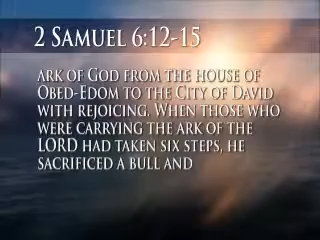 2 Samuel 6:12-15
ark of God from the house of
Obed-Edom to the City of David
with rejoicing. When those who
were carrying the ark of the
LORD had taken six steps, he
sacrificed a bull and